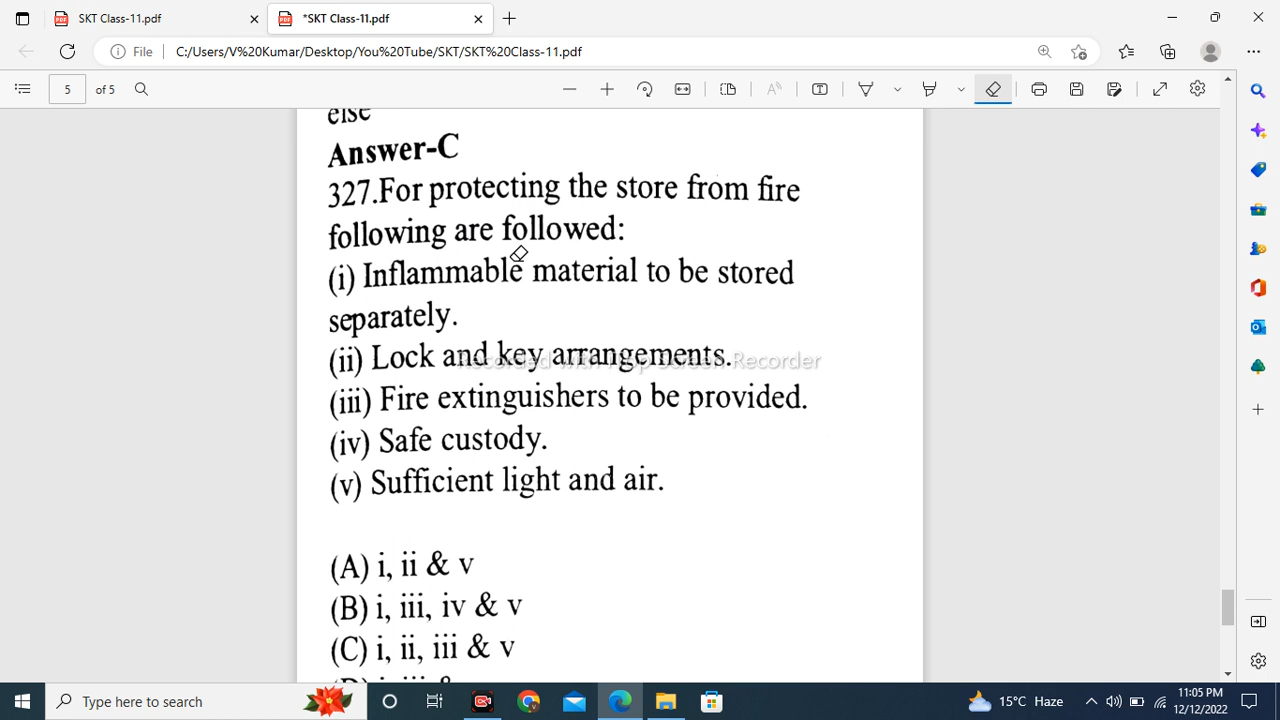 SKT Class-11.pdf
*SKT Class-11.pdf
File
C:/Users/V%20Kumar/Desktop/You%20Tube/SKT/SKT%20Class-11.pdf
5 of 5
else
Answer-C
327.For protecting the store from fire
following are followed:
(i) Inflammable material to be stored
separately.
(ii) Lock and key arrangements.
(iii) Fire extinguishers to be provided.
(iv) Safe custody.
(v) Sufficient light and air.
(A) i, ii & v
(B) i, iii, iv & v
(C) i, ii, iii & v
Type here to search
15°C Haze
11:05 PM
12/12/2022